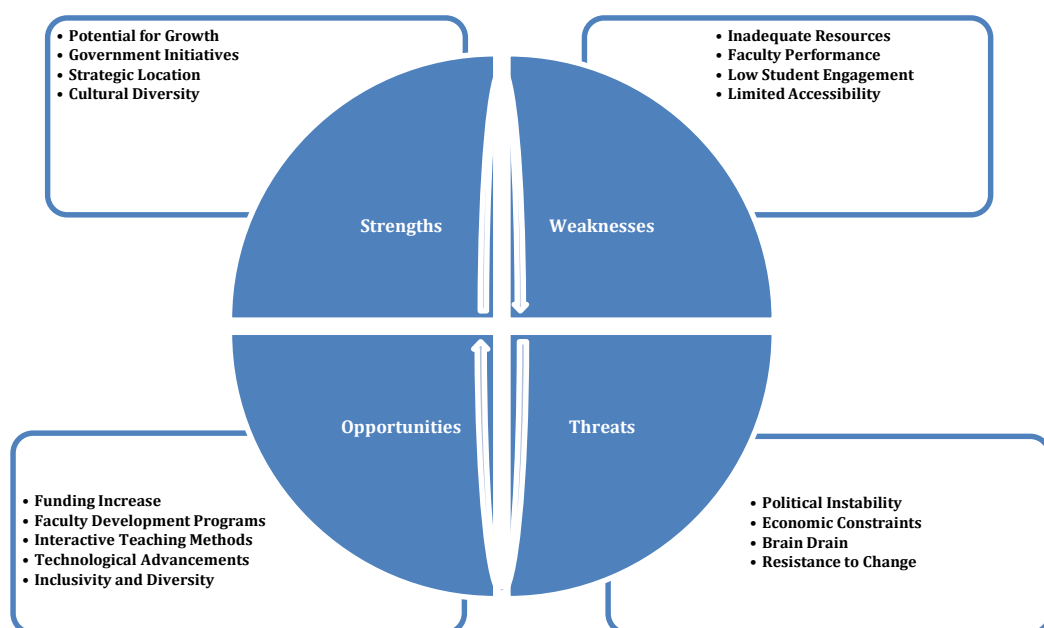 • Potential for Growth
• Government Initiatives
• Strategic Location
• Cultural Diversity
• Inadequate Resources
• Faculty Performance
• Low Student Engagement
• Limited Accessibility
Strengths
Weaknesses
Opportunities
Threats
• Funding Increase
• Faculty Development Programs
• Interactive Teaching Methods
• Technological Advancements
• Inclusivity and Diversity
• Political Instability
• Economic Constraints
• Brain Drain
• Resistance to Change